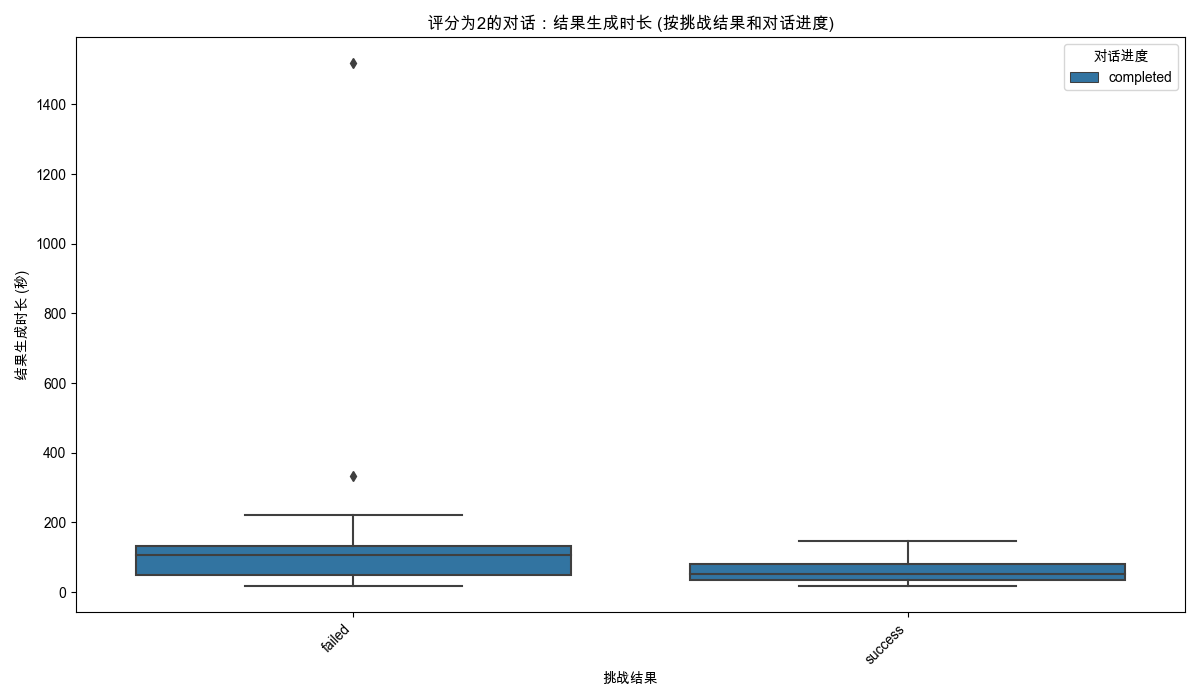 评分为2的对话：结果生成时长 (按挑战结果和对话进度)
对话进度
completed
1400
1200
1000
800
600
400
200
0
结果生成时长 (秒)
failed
success
挑战结果